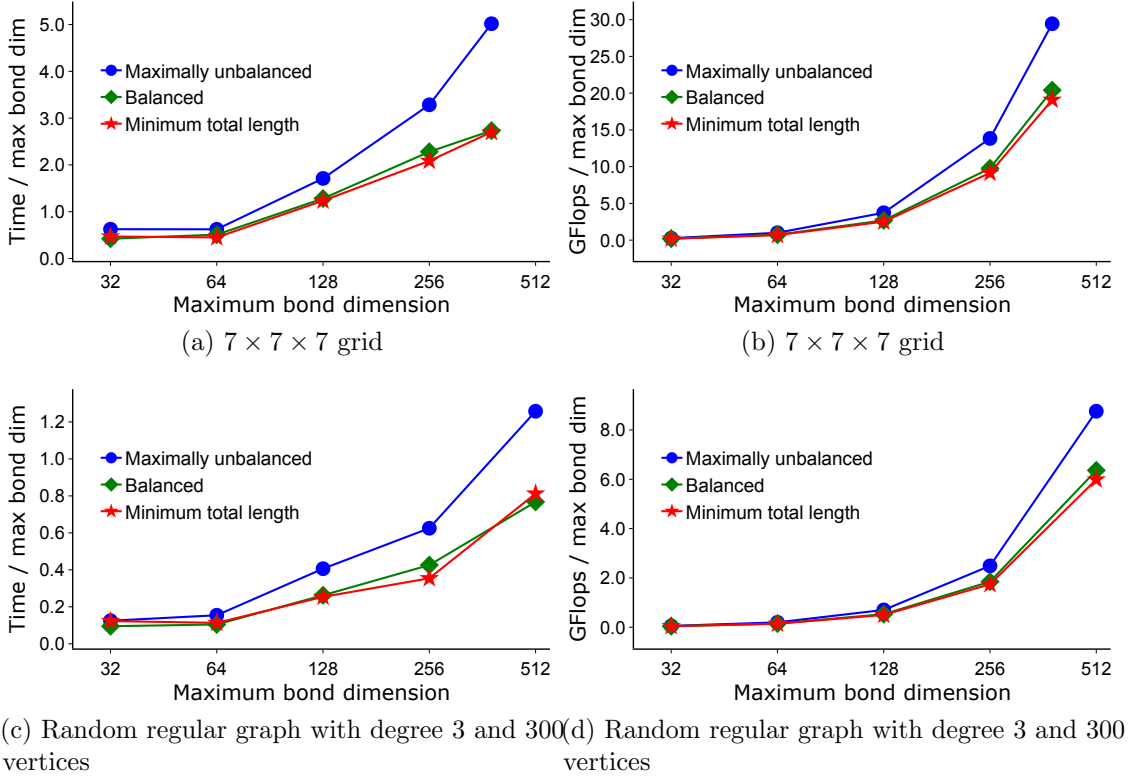 Time / max bond dim
5.0
4.0
3.0
2.0
1.0
0.0
Maximally unbalanced
Balanced
Minimum total length
32 64 128 256 512
Maximum bond dimension
(a) 7 × 7 × 7 grid
GFlops / max bond dim
30.0
25.0
20.0
15.0
10.0
5.0
0.0
Maximally unbalanced
Balanced
Minimum total length
32 64 128 256 512
Maximum bond dimension
(b) 7 × 7 × 7 grid
Time / max bond dim
1.2
1.0
0.8
0.6
0.4
0.2
0.0
Maximally unbalanced
Balanced
Minimum total length
32 64 128 256 512
Maximum bond dimension
(c) Random regular graph with degree 3 and 300
vertices
GFlops / max bond dim
8.0
6.0
4.0
2.0
0.0
Maximally unbalanced
Balanced
Minimum total length
32 64 128 256 512
Maximum bond dimension
(d) Random regular graph with degree 3 and 300
vertices